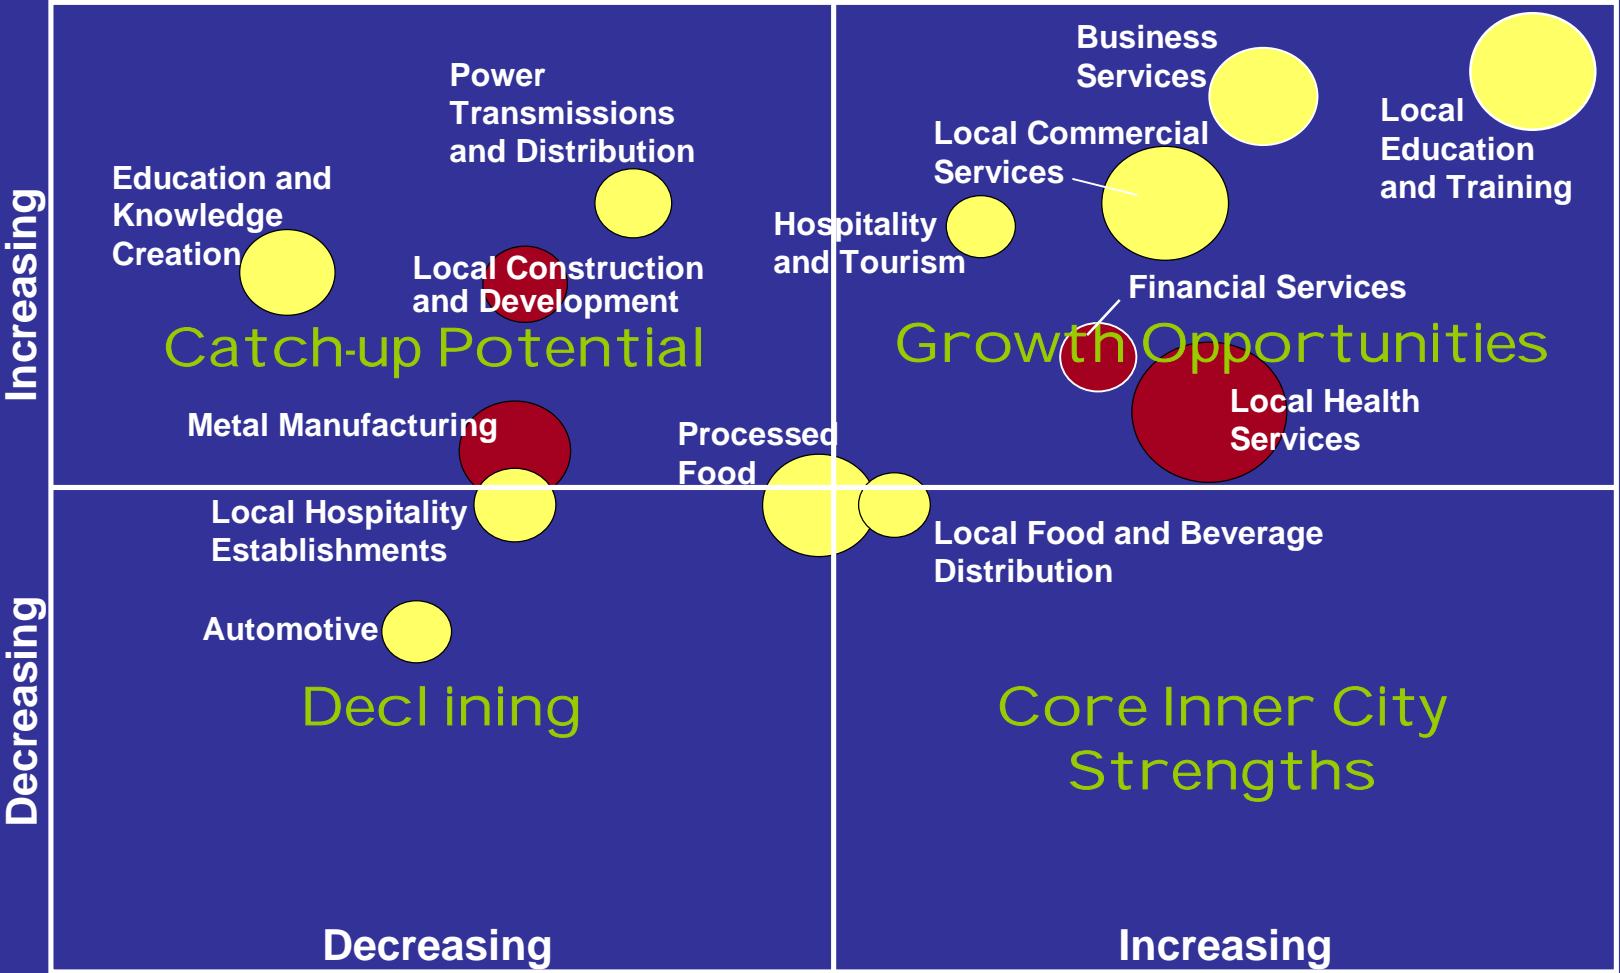 Increasing
Decreasing
Power
Transmissions
and Distribution
Education and
Knowledge
Creation
Local Construction
and Development
Catch-up Potential
Metal Manufacturing
Business
Services
Local
Education
and Training
Local Commercial
Services
Hospitality
and Tourism
Financial Services
Growth Opportunities
Local Health
Services
Processed
Food
Local Hospitality
Establishments
Automotive
Declining
Local Food and Beverage
Distribution
Core Inner City
Strengths
Decreasing
Increasing